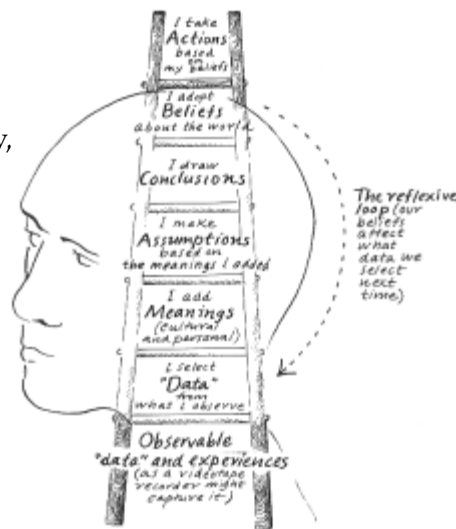 I take
Actions
based
on
my beliefs
I adopt
Beliefs
about the world
y,
I draw
Conclusions
I make
Assumptions
based on
the meanings I added
I add
Meanings
(cultural
and personal)
I select
"Data"
from
what I observe
Observable
"data" and experiences
(as a videotape
recorder might
capture it)
The reflexive
loop (our
beliefs
affect
what
data we
select
next
time)